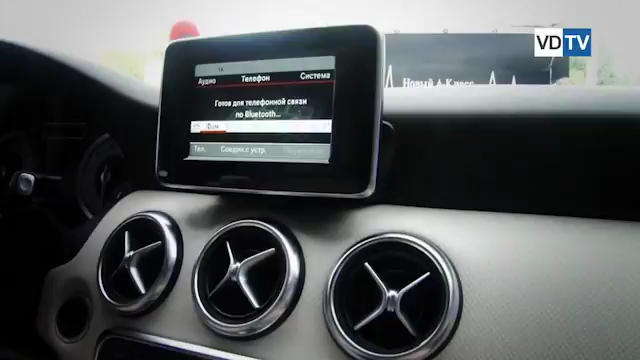 VDTV
Новый A-Класс
Аудио Телефон Система
Готов для телефонной связи
по Bluetooth...
Тел. Соедин.с устр.